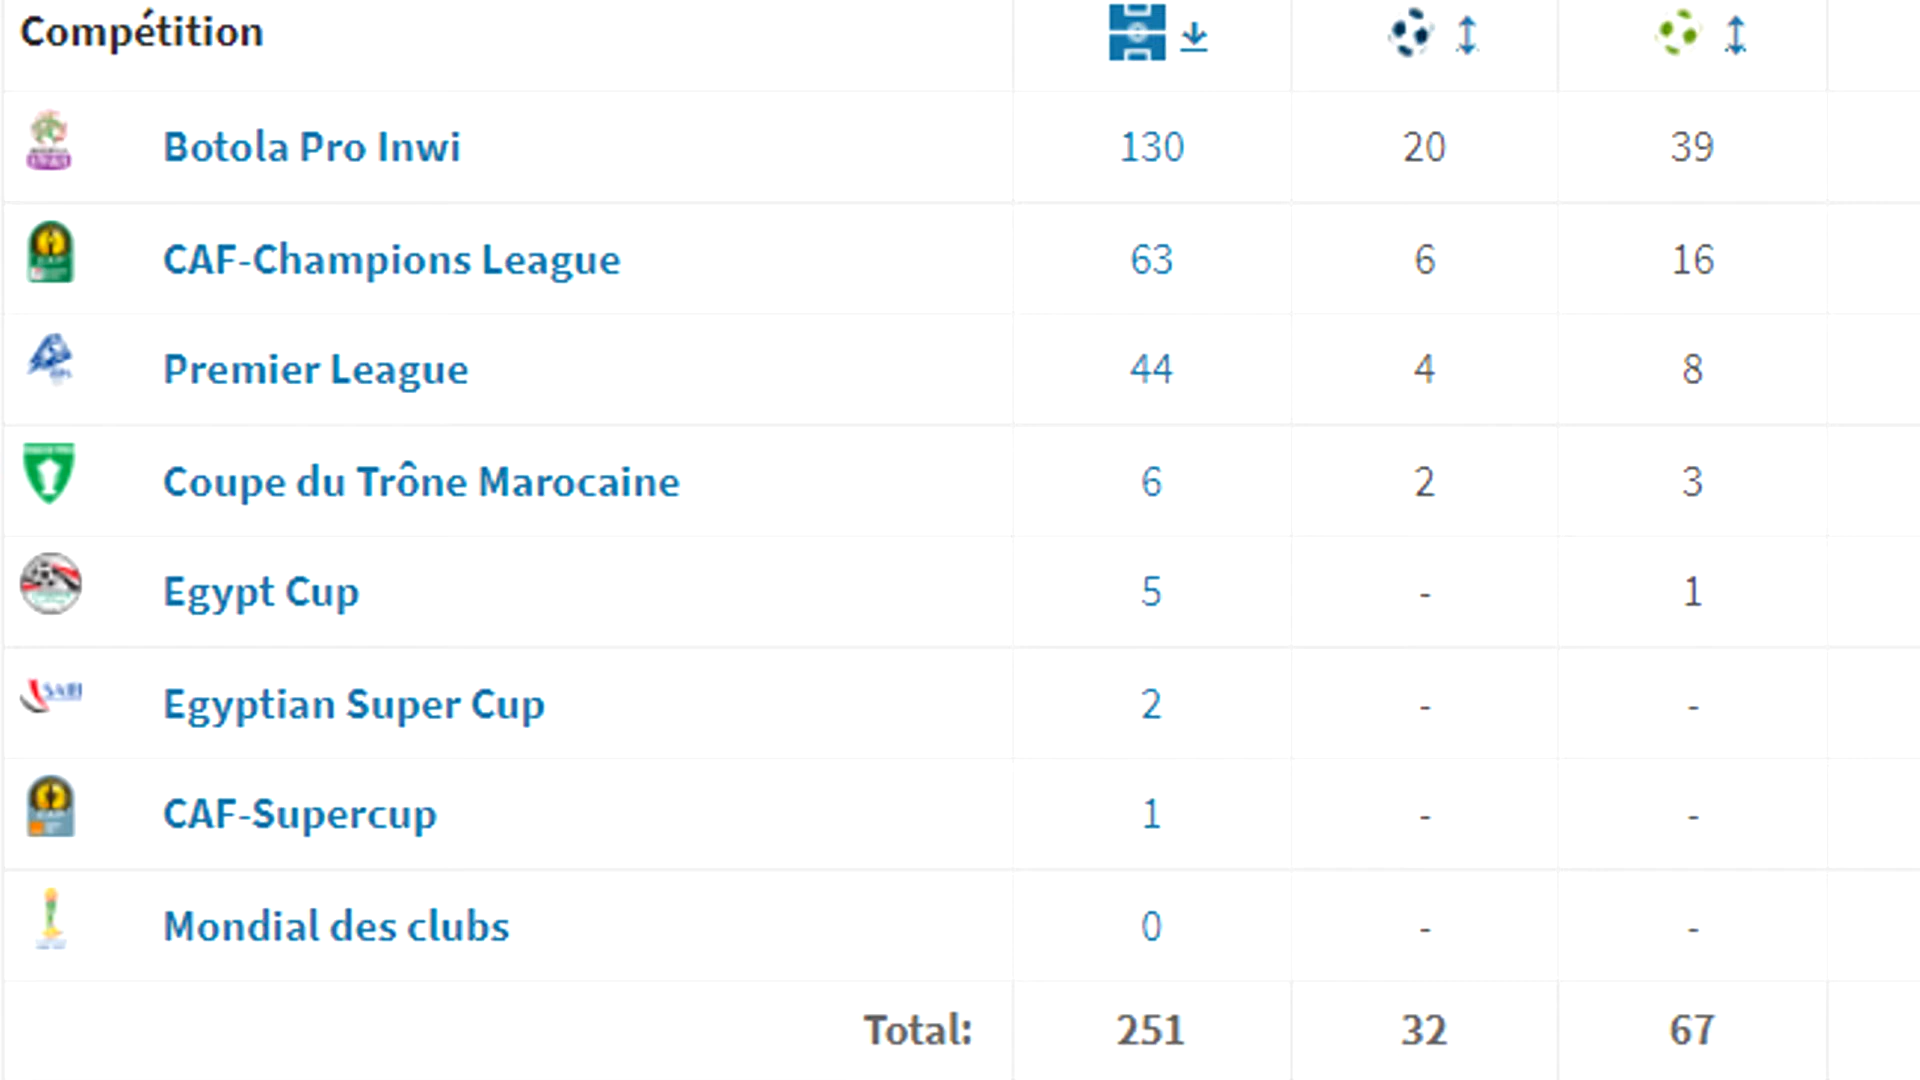 Compétition
Botola Pro Inwi 130 20 39
CAF-Champions League 63 6 16
Premier League 44 4 8
Coupe du Trône Marocaine 6 2 3
Egypt Cup 5 - 1
Egyptian Super Cup 2 - -
CAF-Supercup 1 - -
Mondial des clubs 0 - -
Total: 251 32 67